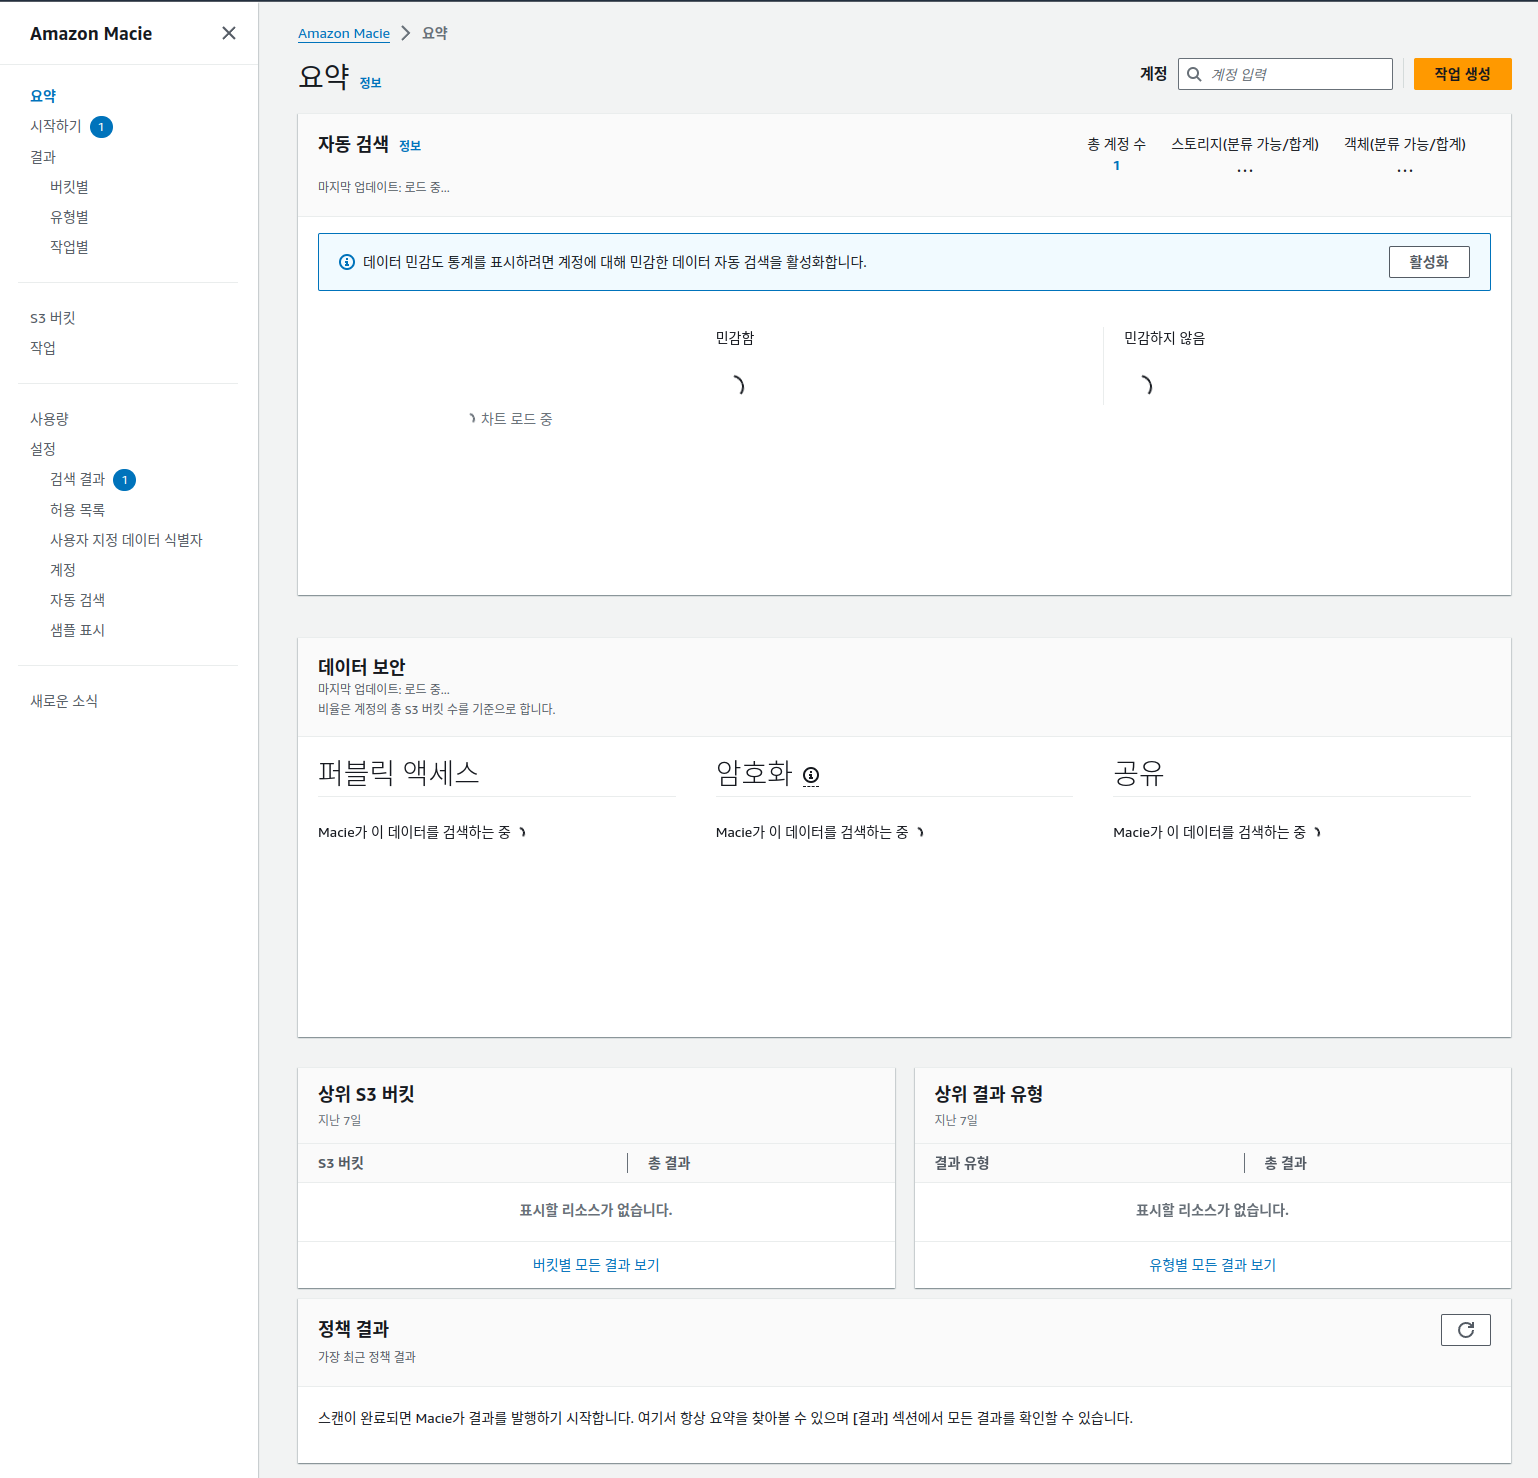 Amazon Macie
요약
시작하기 1
결과
버킷별
유형별
작업별
S3 버킷
작업
사용량
설정
검색 결과 1
허용 목록
사용자 지정 데이터 식별자
계정
자동 검색
샘플 표시
새로운 소식
Amazon Macie 요약
요약 정보
계정 계정 입력 작업 생성
자동 검색 정보
마지막 업데이트: 로드 중...
총 계정 수 스토리지(분류 가능/합계) 객체(분류 가능/합계)
1 ... ...
데이터 민감도 통계를 표시하려면 계정에 대해 민감한 데이터 자동 검색을 활성화합니다. 활성화
민감함 민감하지 않음
차트 로드 중
데이터 보안
마지막 업데이트: 로드 중...
비율은 계정의 총 S3 버킷 수를 기준으로 합니다.
퍼블릭 액세스 암호화 공유
Macie가 이 데이터를 검색하는 중 Macie가 이 데이터를 검색하는 중 Macie가 이 데이터를 검색하는 중
상위 S3 버킷
지난 7일
S3 버킷 총 결과
표시할 리소스가 없습니다.
버킷별 모든 결과 보기
상위 결과 유형
지난 7일
결과 유형 총 결과
표시할 리소스가 없습니다.
유형별 모든 결과 보기
정책 결과
가장 최근 정책 결과
스캔이 완료되면 Macie가 결과를 발행하기 시작합니다. 여기서 항상 요약을 찾아볼 수 있으며 [결과] 섹션에서 모든 결과를 확인할 수 있습니다.